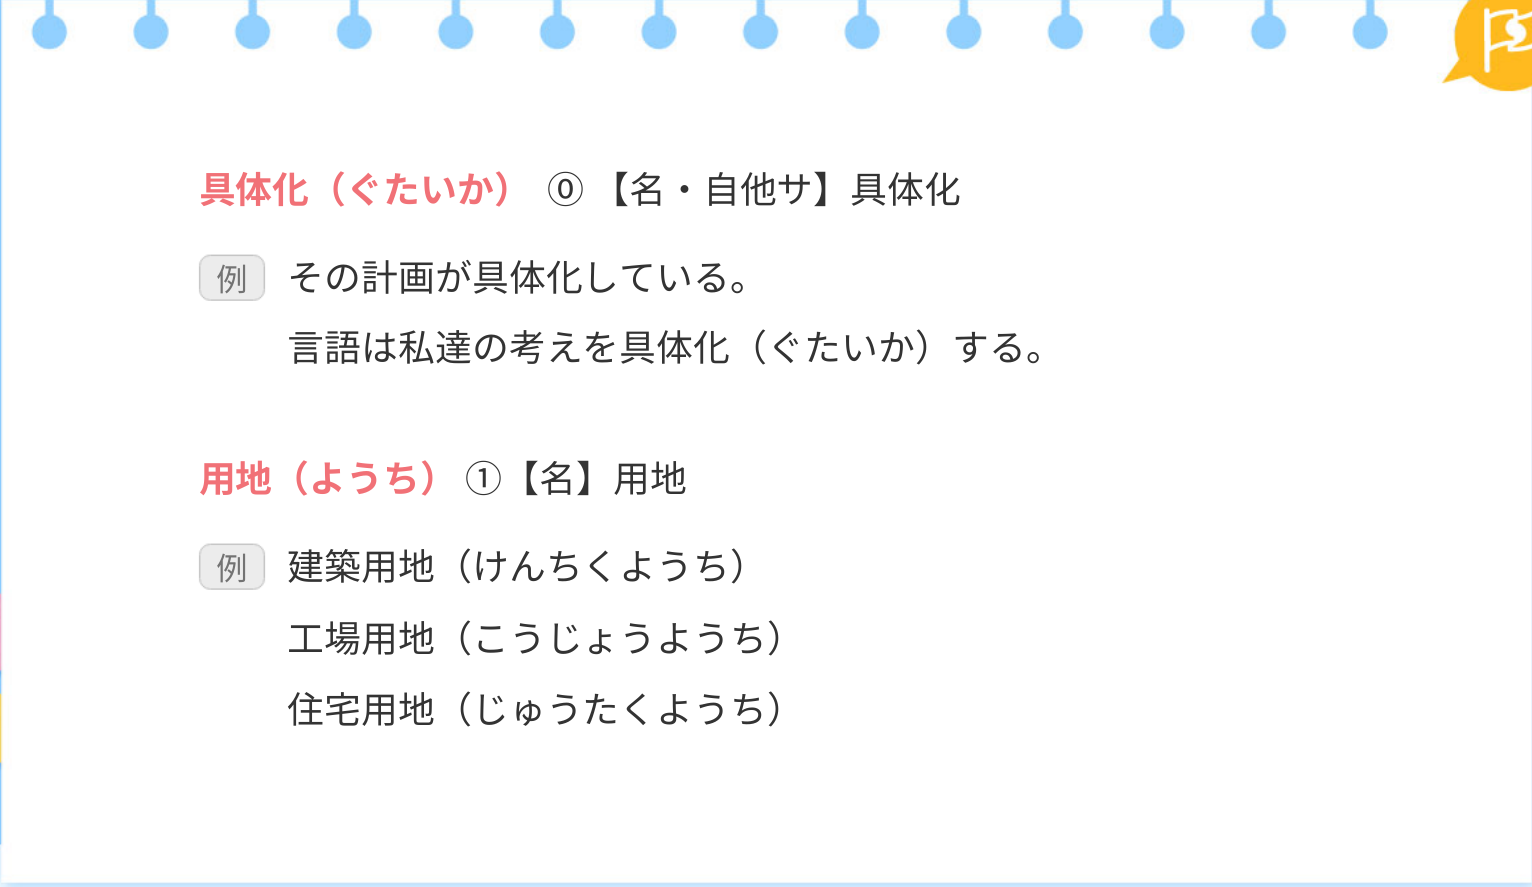 具体化（ぐたいか） ⓪ 【名・自他サ】具体化
例 その計画が具体化している。
言語は私達の考えを具体化（ぐたいか）する。
用地（ようち） ①【名】用地
例 建築用地（けんちくようち）
工場用地（こうじょうようち）
住宅用地（じゅうたくようち）